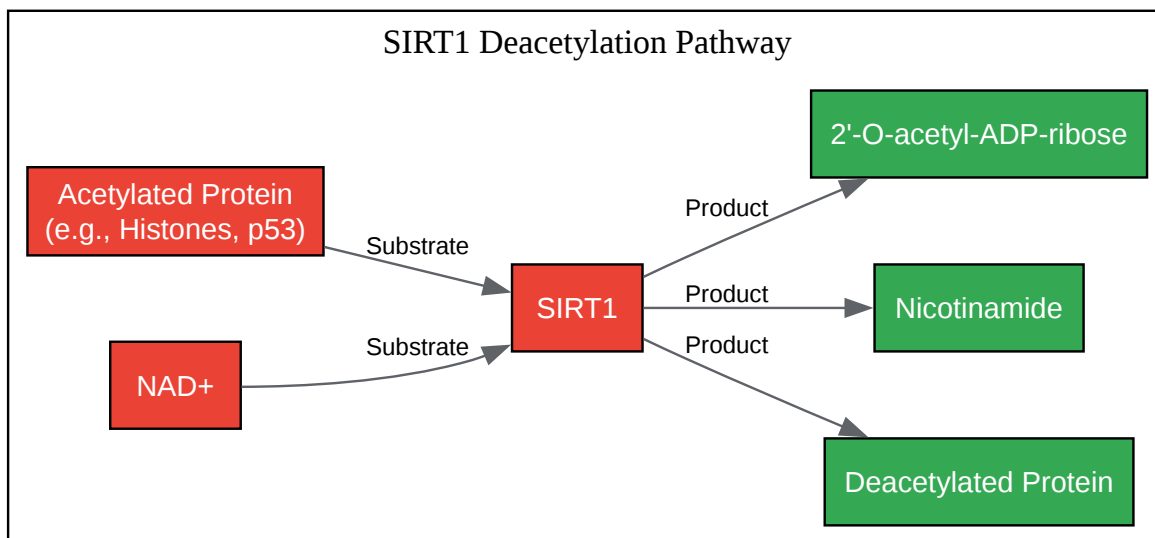 SIRT1 Deacetylation Pathway
Acetylated Protein
(e.g., Histones, p53)
NAD+
Substrate
Substrate
SIRT1
Product
Product
Product
2'-O-acetyl-ADP-ribose
Nicotinamide
Deacetylated Protein